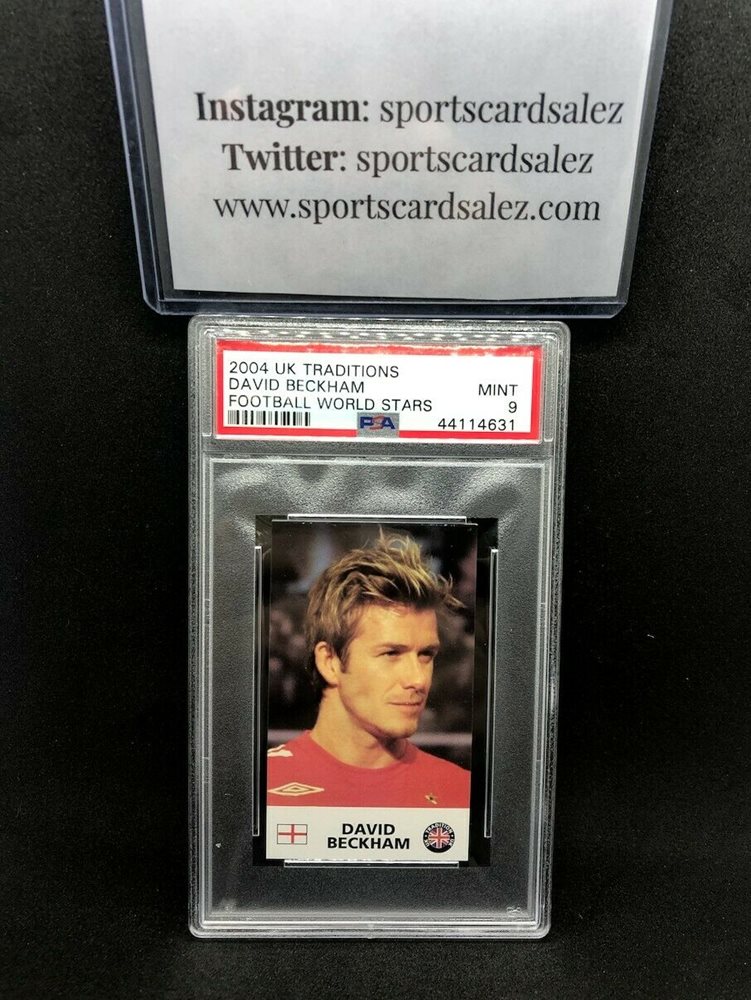 Instagram: sportscardsalez
Twitter: sportscardsalez
www.sportscardsalez.com
2004 UK TRADITIONS
DAVID BECKHAM MINT
FOOTBALL WORLD STARS 9
PSA 44114631
DAVID
BECKHAM